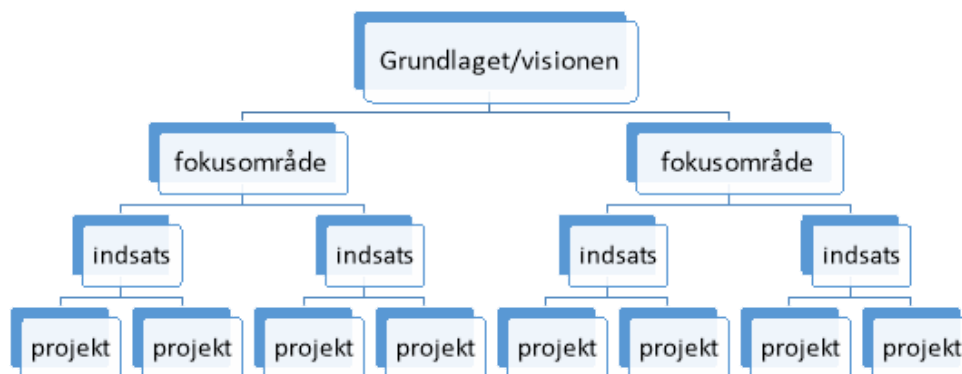 Grundlaget/visionen
fokusområde fokusområde
indsats indsats indsats indsats
projekt projekt projekt projekt projekt projekt projekt projekt